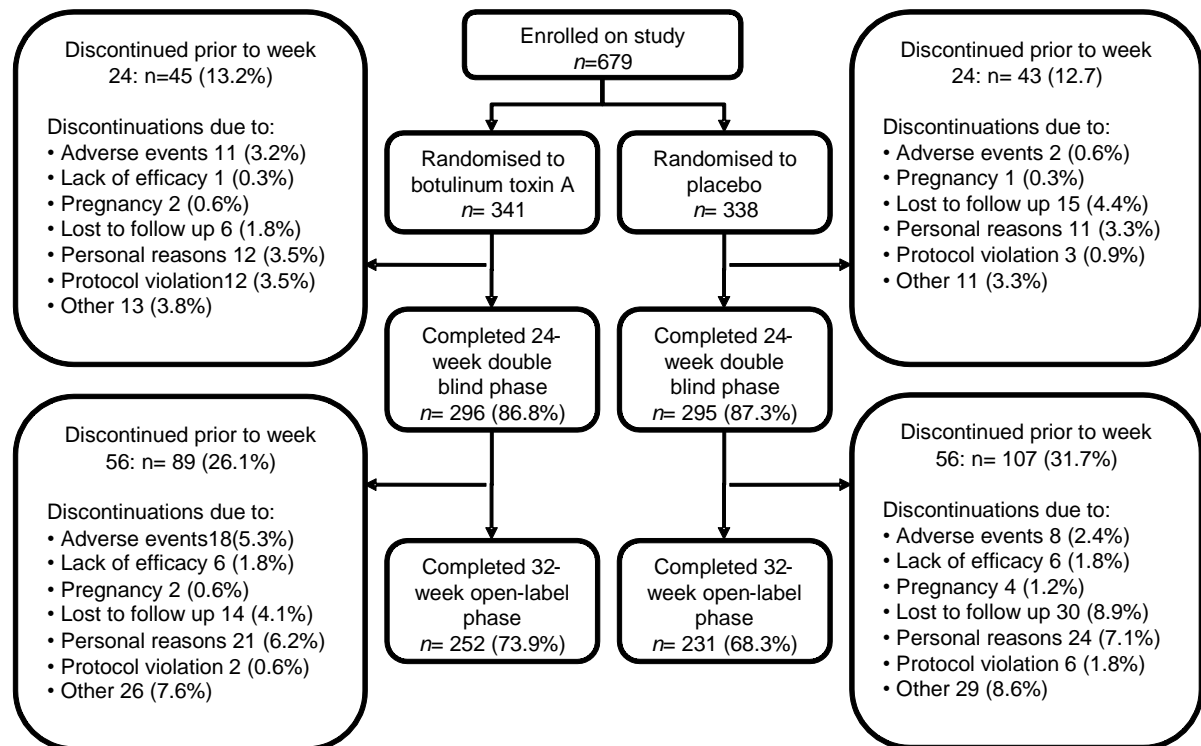 Enrolled on study
n=679
Discontinued prior to week
24: n=45 (13.2%)
Discontinuations due to:
• Adverse events 11 (3.2%)
• Lack of efficacy 1 (0.3%)
• Pregnancy 2 (0.6%)
• Lost to follow up 6 (1.8%)
• Personal reasons 12 (3.5%)
• Protocol violation12 (3.5%)
• Other 13 (3.8%)
Randomised to
botulinum toxin A
n= 341
Randomised to
placebo
n= 338
Discontinued prior to week
24: n= 43 (12.7
Discontinuations due to:
• Adverse events 2 (0.6%)
• Pregnancy 1 (0.3%)
• Lost to follow up 15 (4.4%)
• Personal reasons 11 (3.3%)
• Protocol violation 3 (0.9%)
• Other 11 (3.3%)
Completed 24-
week double
blind phase
n= 296 (86.8%)
Completed 24-
week double
blind phase
n= 295 (87.3%)
Discontinued prior to week
56: n= 89 (26.1%)
Discontinuations due to:
• Adverse events18(5.3%)
• Lack of efficacy 6 (1.8%)
• Pregnancy 2 (0.6%)
• Lost to follow up 14 (4.1%)
• Personal reasons 21 (6.2%)
• Protocol violation 2 (0.6%)
• Other 26 (7.6%)
Completed 32-
week open-label
phase
n= 252 (73.9%)
Completed 32-
week open-label
phase
n= 231 (68.3%)
Discontinued prior to week
56: n= 107 (31.7%)
Discontinuations due to:
• Adverse events 8 (2.4%)
• Lack of efficacy 6 (1.8%)
• Pregnancy 4 (1.2%)
• Lost to follow up 30 (8.9%)
• Personal reasons 24 (7.1%)
• Protocol violation 6 (1.8%)
• Other 29 (8.6%)